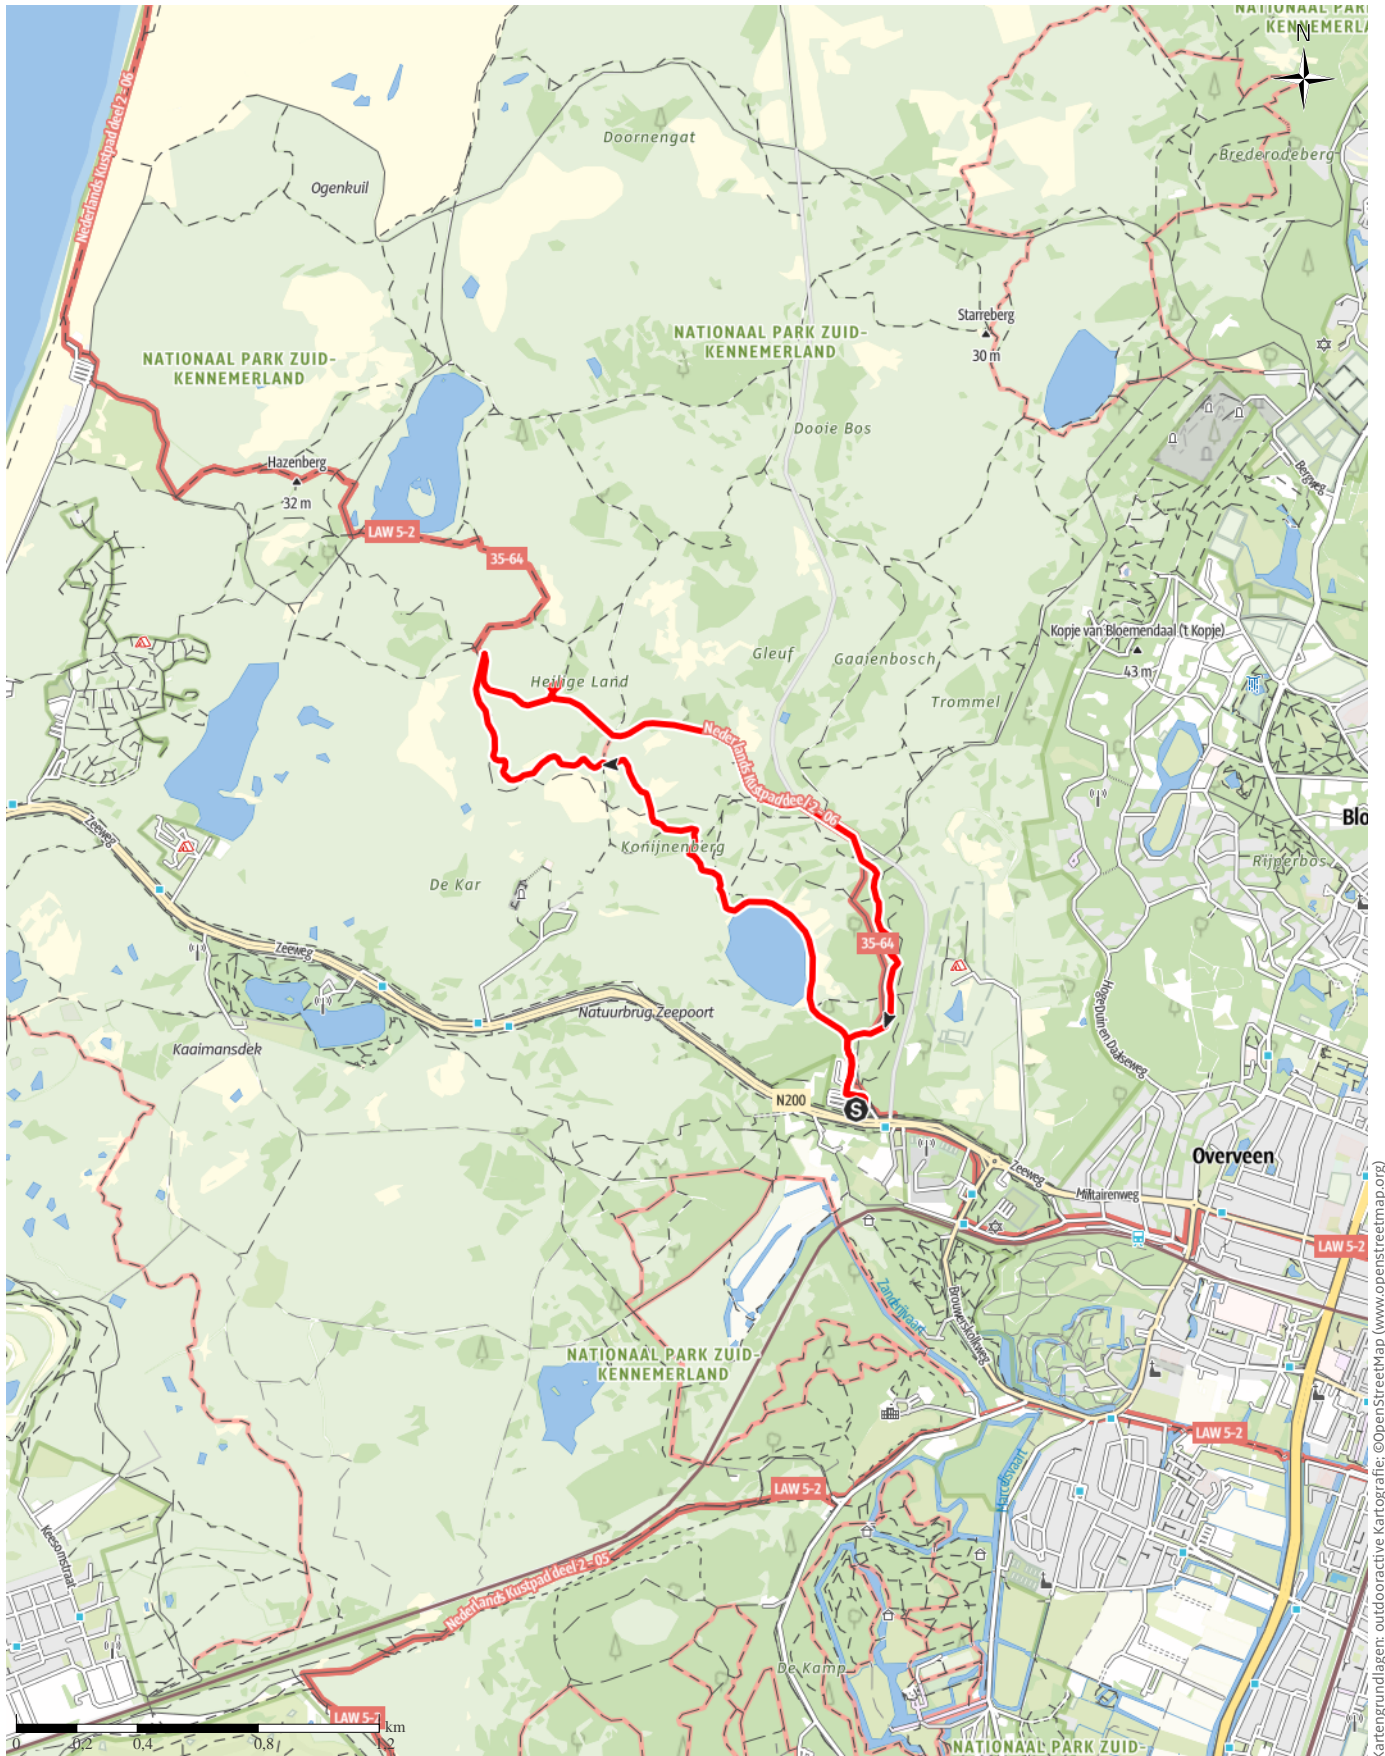 NATIONAAL PARK
KENNEMERLA
N
Nederlands Kustpad deel 2 - 06
Doornengat
Brederodeberg
Ogenkuil
Starreberg
30 m
NATIONAAL PARK ZUID-
KENNEMERLAND
NATIONAAL PARK ZUID-
KENNEMERLAND
Dooie Bos
Hazenberg
32 m
Bergweg
LAW 5-2
35-64
Kopje van Bloemendaal ('t Kopje)
43 m
Gleuf
Gaaienbosch
Heilige Land
Trommel
Nederlands Kustpad deel 2 - 06
Zeeweg
Konijnenberg
Blo
Rijperbos
De Kar
35-64
Zeeweg
Natuurbrug Zeepoort
Hoge Duin en Daalseweg
Kaaimansdek
N200
S
Overveen
Zeeweg
Militairenweg
LAW 5-2
Zanderijvaart
Brouwerskolkweg
NATIONAAL PARK ZUID-
KENNEMERLAND
LAW 5-2
Marcelisvaart
LAW 5-2
Keesomstraat
Nederlands Kustpad deel 2 - 05
De Kamp
LAW 5-2
NATIONAAL PARK ZUID-
km
0 0,2 0,4 0,8 1,2
artengrundlagen: outdooractive Kartografie; ©OpenStreetMap (www.openstreetmap.org)